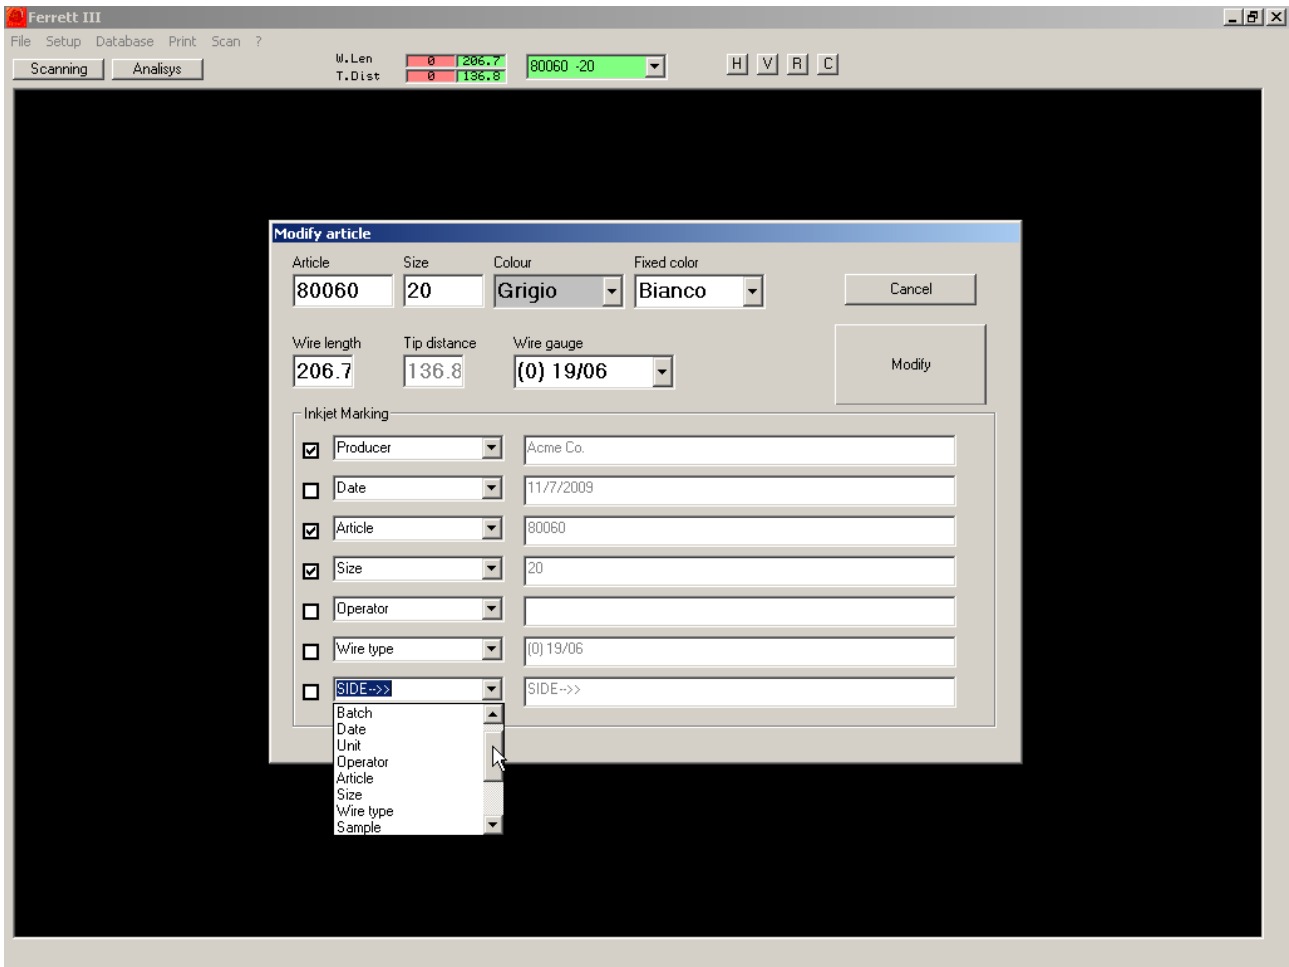 Ferrett III
File Setup Database Print Scan ?
Scanning Analisys
W.Len 0 206.7
T.Dist 0 136.8
80060 -20
H V R C
Modify article
Article Size Colour Fixed color
80060 20 Grigio Bianco Cancel
Wire length Tip distance Wire gauge
206.7 136.8 (0) 19/06 Modify
Inkjet Marking
Producer Acme Co.
Date 11/7/2009
Article 80060
Size 20
Operator
Wire type (0) 19/06
SIDE-->> SIDE-->>
Batch
Date
Unit
Operator
Article
Size
Wire type
Sample